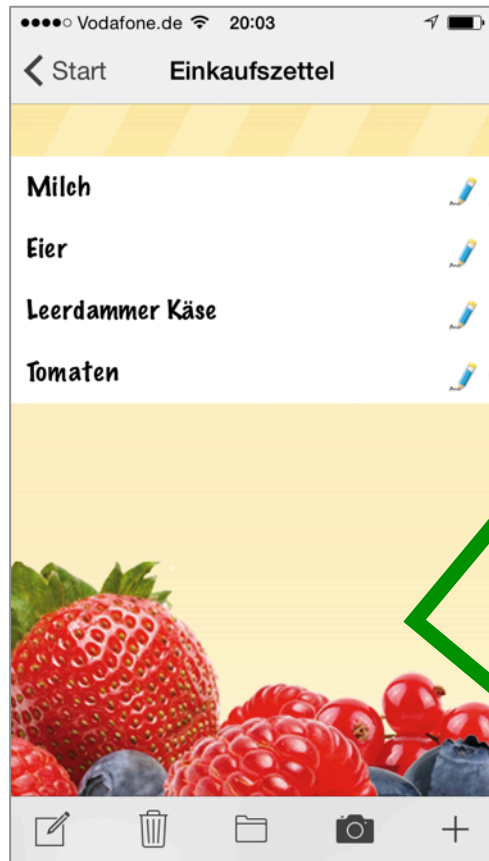 Vodafone.de 20:03
Start Einkaufszettel
Milch
Eier
Leerdammer Käse
Tomaten